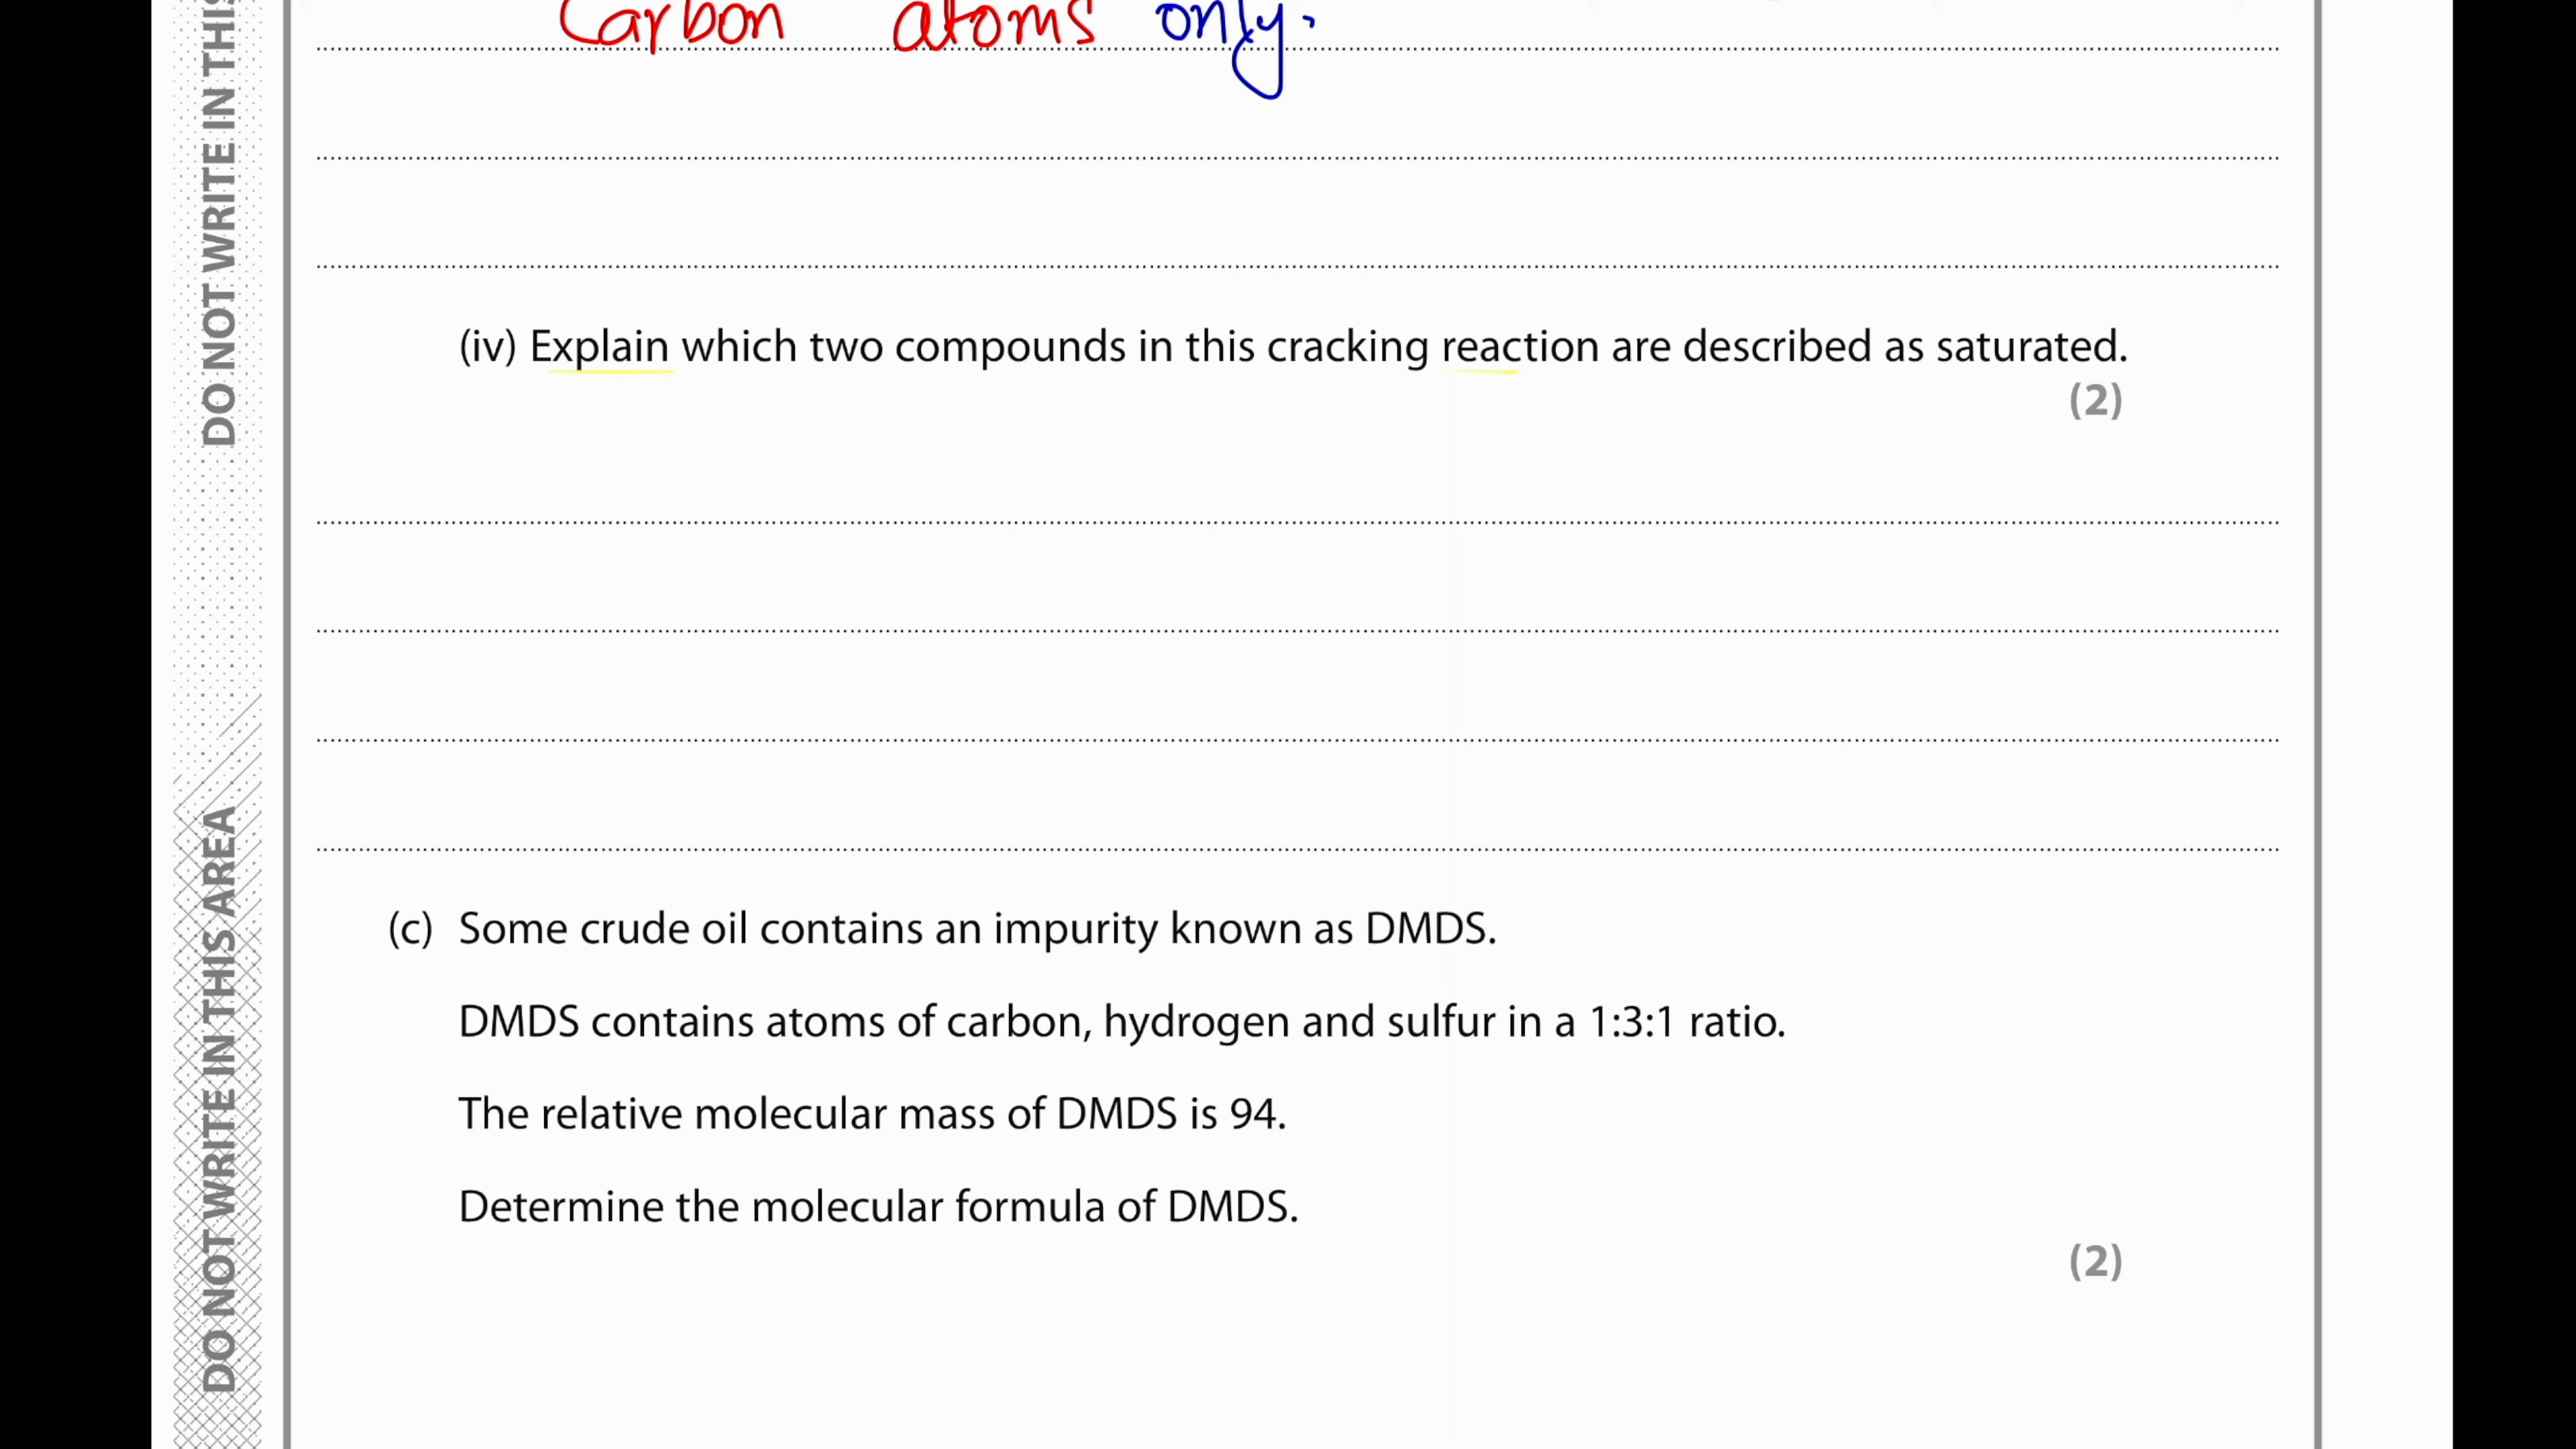 Carbon atoms only.
(iv) Explain which two compounds in this cracking reaction are described as saturated.
(2)
(c) Some crude oil contains an impurity known as DMDS.
DMDS contains atoms of carbon, hydrogen and sulfur in a 1:3:1 ratio.
The relative molecular mass of DMDS is 94.
Determine the molecular formula of DMDS.
(2)
DO NOT WRITE IN THIS
DO NOT WRITE IN THIS AREA